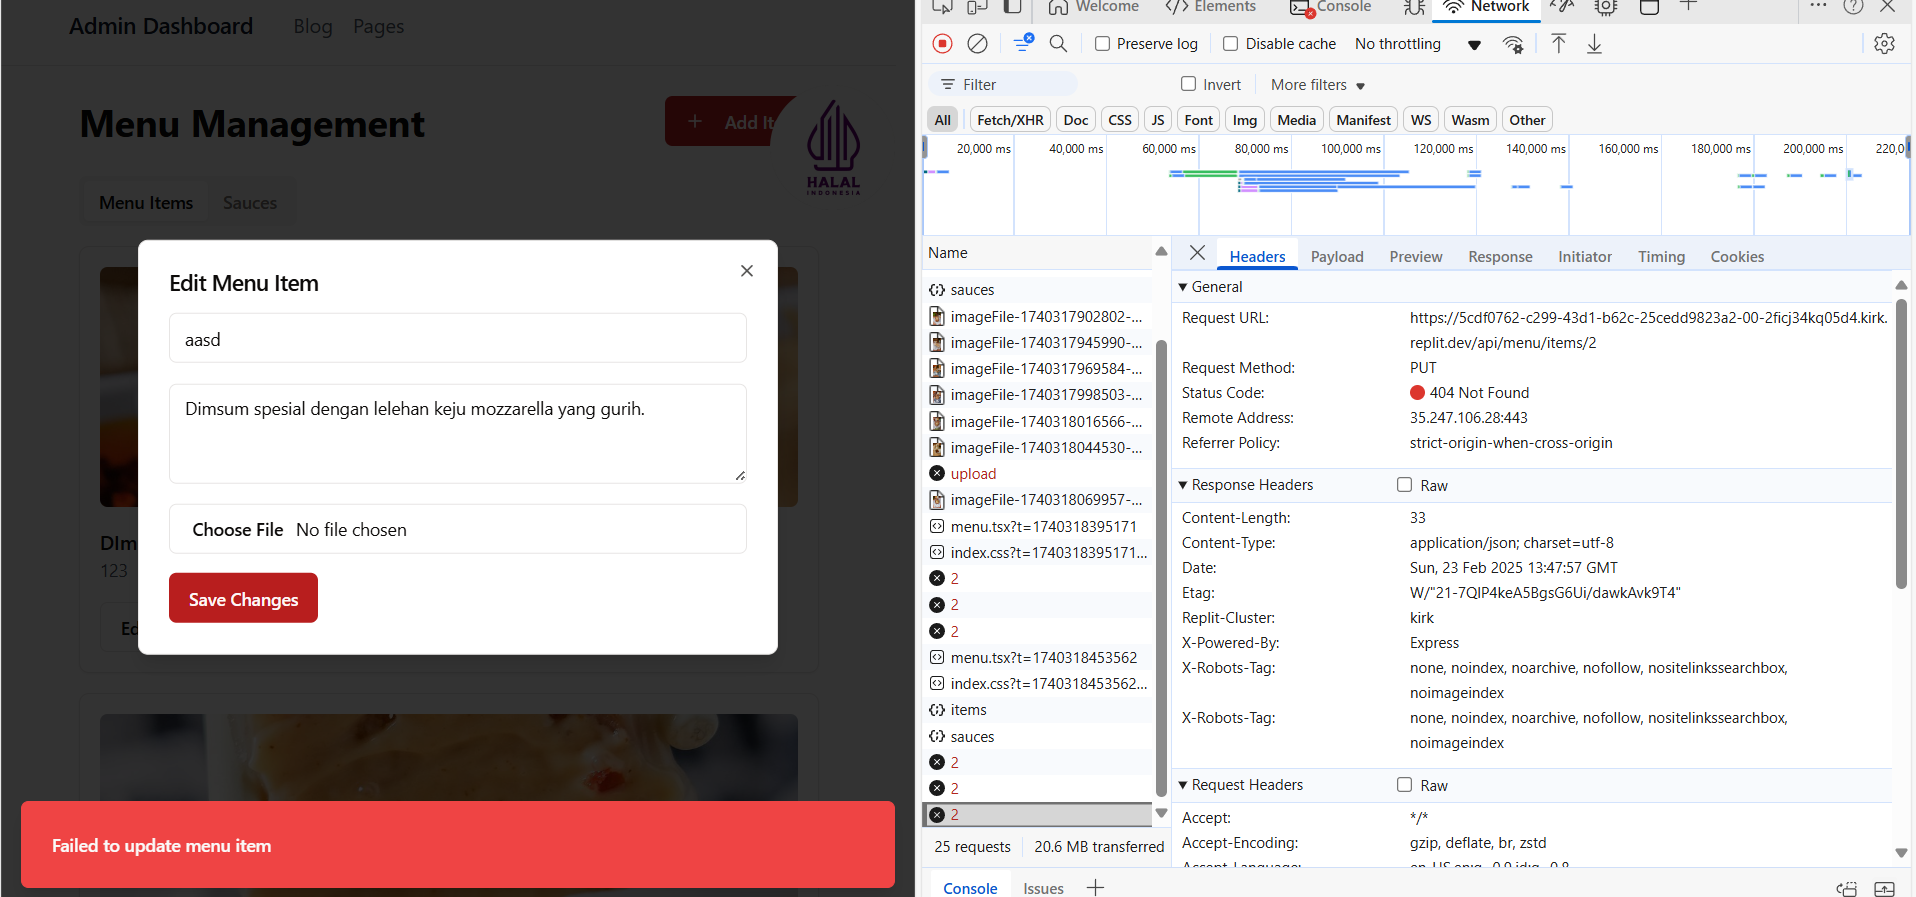 Admin Dashboard
Blog
Pages
Menu Management
Add It
HALAL
INDONESIA
Menu Items
Sauces
Edit Menu Item
aasd
Dimsum spesial dengan lelehan keju mozzarella yang gurih.
Choose File No file chosen
Save Changes
DIm
123
Ed
Failed to update menu item
Welcome
Elements
Console
Network
Preserve log
Disable cache
No throttling
Filter
Invert
More filters
All
Fetch/XHR
Doc
CSS
JS
Font
Img
Media
Manifest
WS
Wasm
Other
20,000 ms
40,000 ms
60,000 ms
80,000 ms
100,000 ms
120,000 ms
140,000 ms
160,000 ms
180,000 ms
200,000 ms
220,0
Name
sauces
imageFile-1740317902802-...
imageFile-1740317945990-...
imageFile-1740317969584-...
imageFile-1740317998503-...
imageFile-1740318016566-...
imageFile-1740318044530-...
upload
imageFile-1740318069957-...
menu.tsx?t=1740318395171
index.css?t=1740318395171...
2
2
2
menu.tsx?t=1740318453562
index.css?t=1740318453562...
items
sauces
2
2
2
25 requests
20.6 MB transferred
Headers
Payload
Preview
Response
Initiator
Timing
Cookies
General
Request URL: https://5cdf0762-c299-43d1-b62c-25cedd9823a2-00-2ficj34kq05d4.kirk.
replit.dev/api/menu/items/2
Request Method: PUT
Status Code: 404 Not Found
Remote Address: 35.247.106.28:443
Referrer Policy: strict-origin-when-cross-origin
Response Headers
Raw
Content-Length: 33
Content-Type: application/json; charset=utf-8
Date: Sun, 23 Feb 2025 13:47:57 GMT
Etag: W/"21-7QIP4keA5BgsG6Ui/dawkAvk9T4"
Replit-Cluster: kirk
X-Powered-By: Express
X-Robots-Tag: none, noindex, noarchive, nofollow, nositelinkssearchbox,
noimageindex
X-Robots-Tag: none, noindex, noarchive, nofollow, nositelinkssearchbox,
noimageindex
Request Headers
Raw
Accept: */*
Accept-Encoding: gzip, deflate, br, zstd
Accept-Language:
Console
Issues